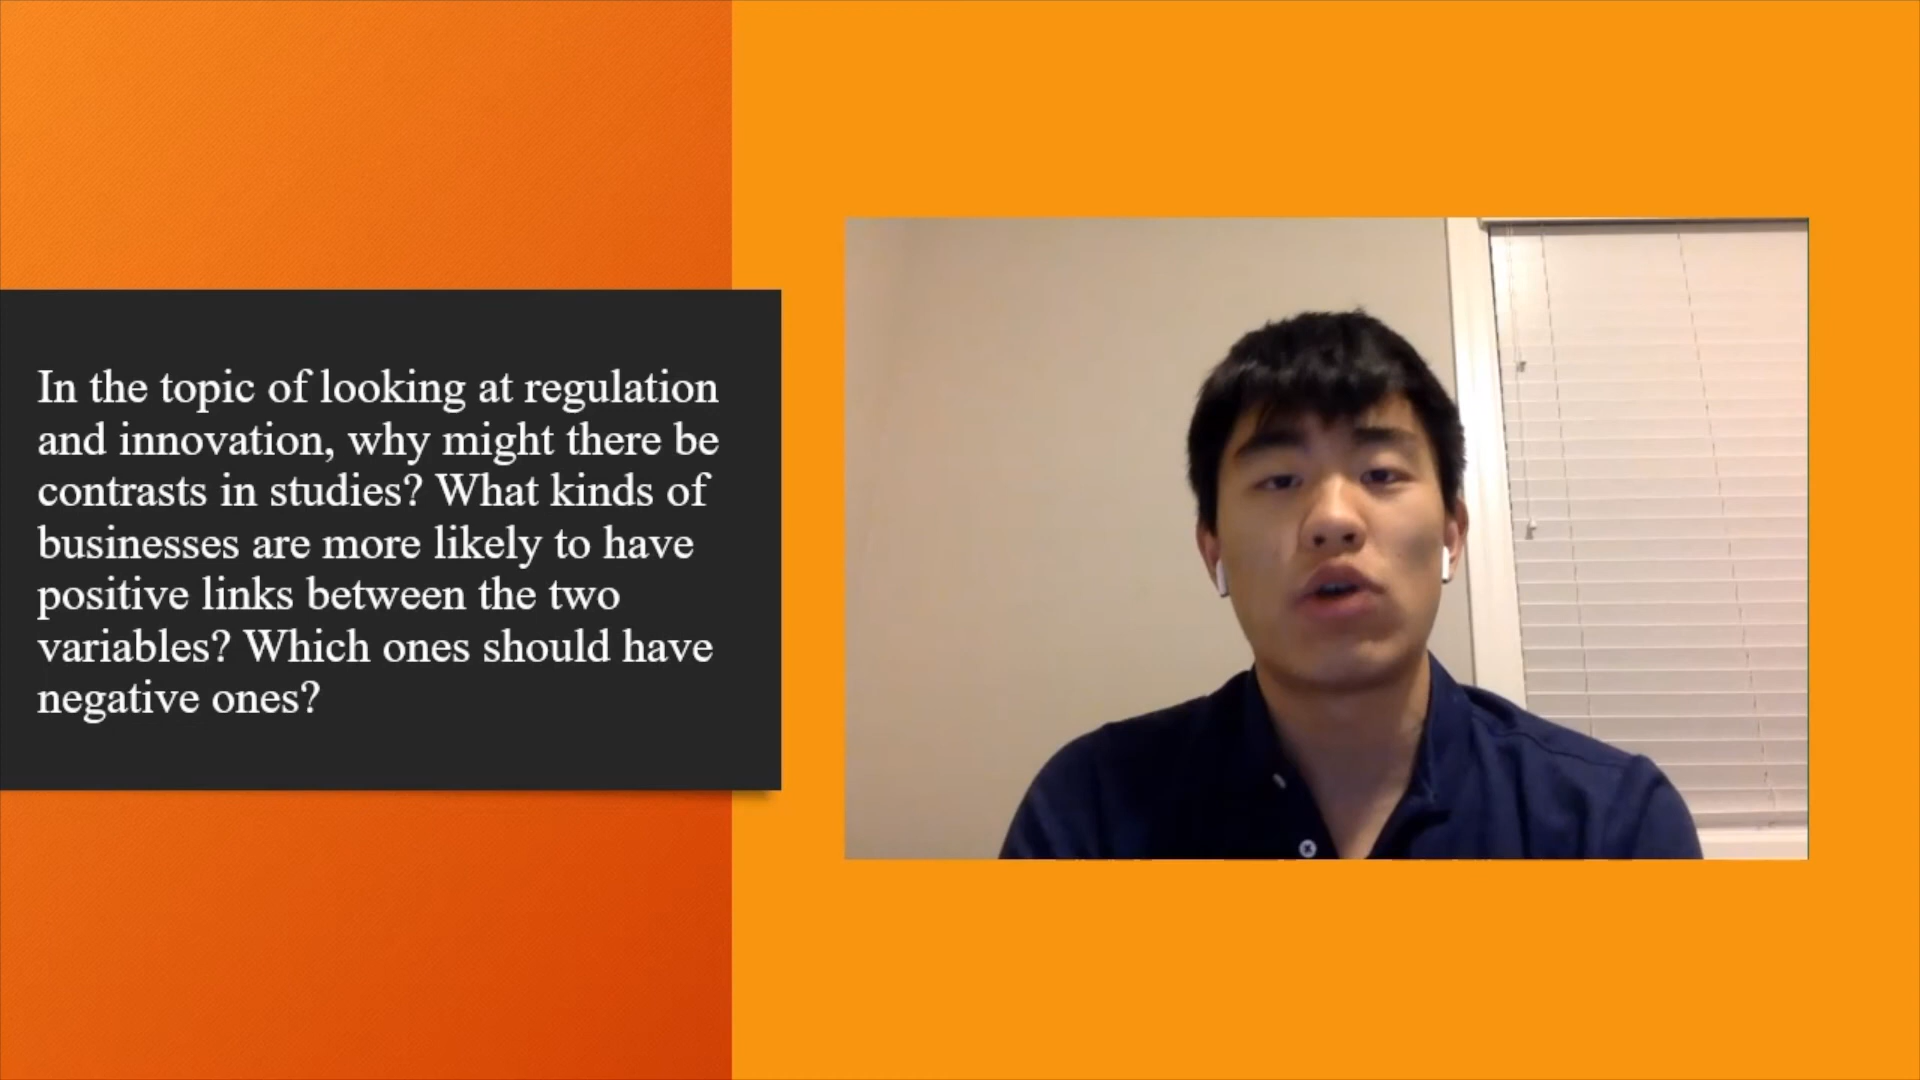 In the topic of looking at regulation
and innovation, why might there be
contrasts in studies? What kinds of
businesses are more likely to have
positive links between the two
variables? Which ones should have
negative ones?